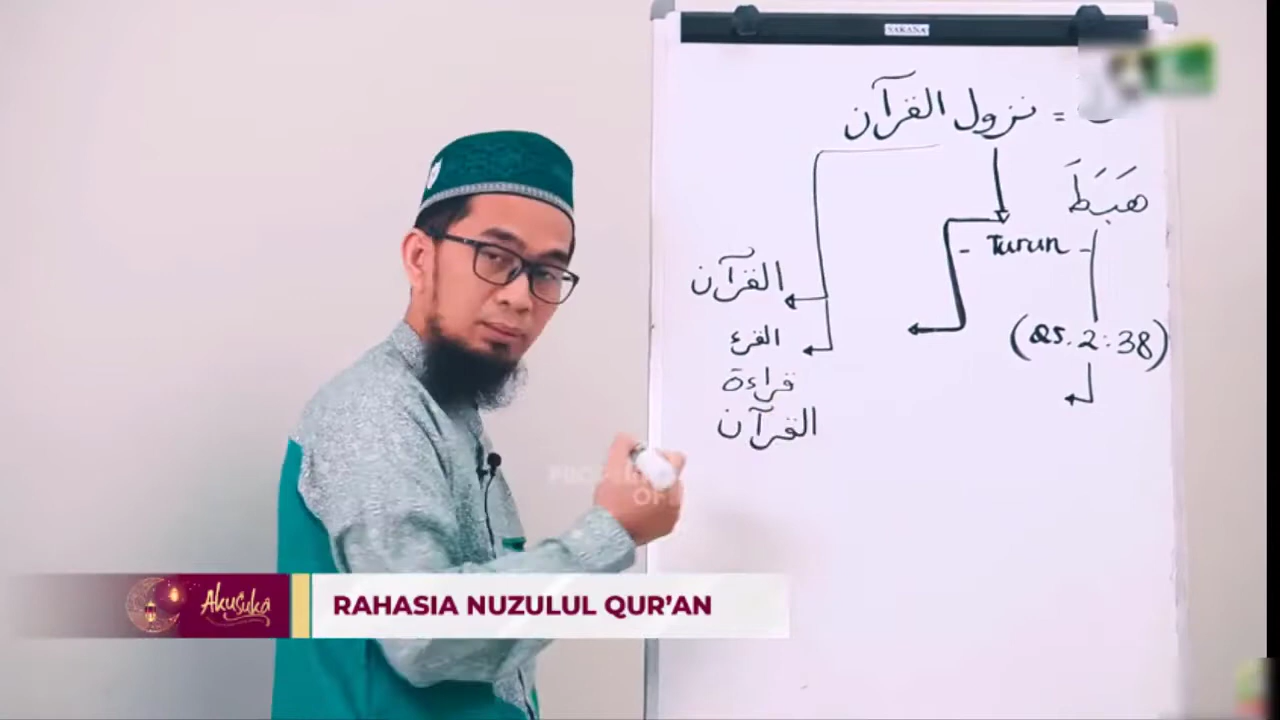 SAKANA
= نزول القرآن
هَبَطَ
- Turun -
القرآن
(QS. 2:38)
القرء
قراءة
القرآن
Akusuka
RAHASIA NUZULUL QUR'AN